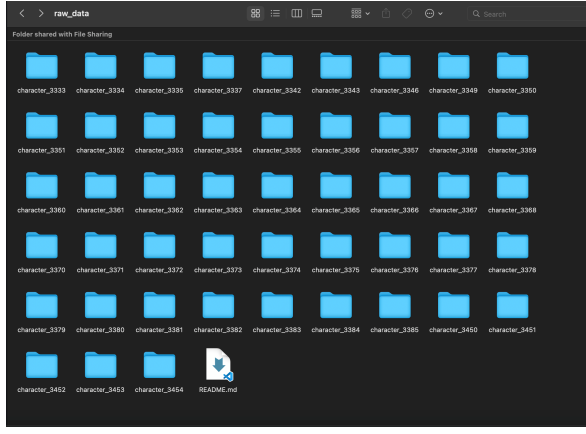 raw_data
Search
Folder shared with File Sharing
character_3333 character_3334 character_3335 character_3337 character_3342 character_3343 character_3346 character_3349 character_3350
character_3351 character_3352 character_3353 character_3354 character_3355 character_3356 character_3357 character_3358 character_3359
character_3360 character_3361 character_3362 character_3363 character_3364 character_3365 character_3366 character_3367 character_3368
character_3370 character_3371 character_3372 character_3373 character_3374 character_3375 character_3376 character_3377 character_3378
character_3379 character_3380 character_3381 character_3382 character_3383 character_3384 character_3385 character_3450 character_3451
character_3452 character_3453 character_3454 README.md